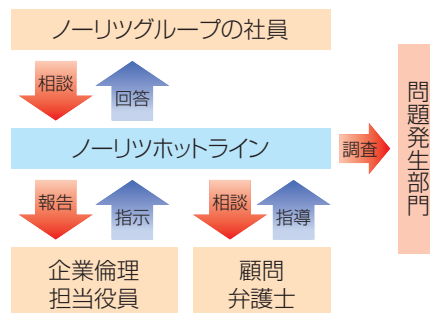 ノーリツグループの社員
相談
回答
ノーリツホットライン
調査
問題発生部門
報告
指示
相談
指導
企業倫理
担当役員
顧問
弁護士